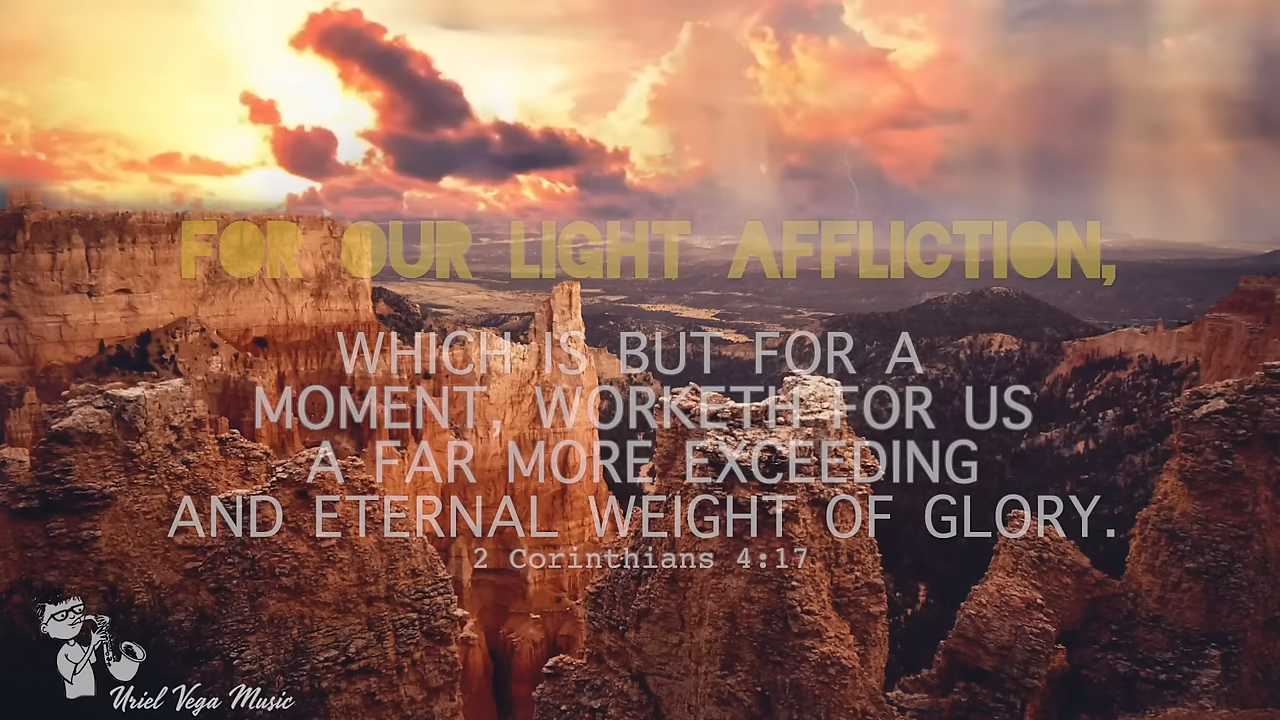 FOR OUR LIGHT AFFLICTION,
WHICH IS BUT FOR A
MOMENT, WORKETH FOR US
A FAR MORE EXCEEDING
AND ETERNAL WEIGHT OF GLORY.
2 Corinthians 4:17
Uriel Vega Music